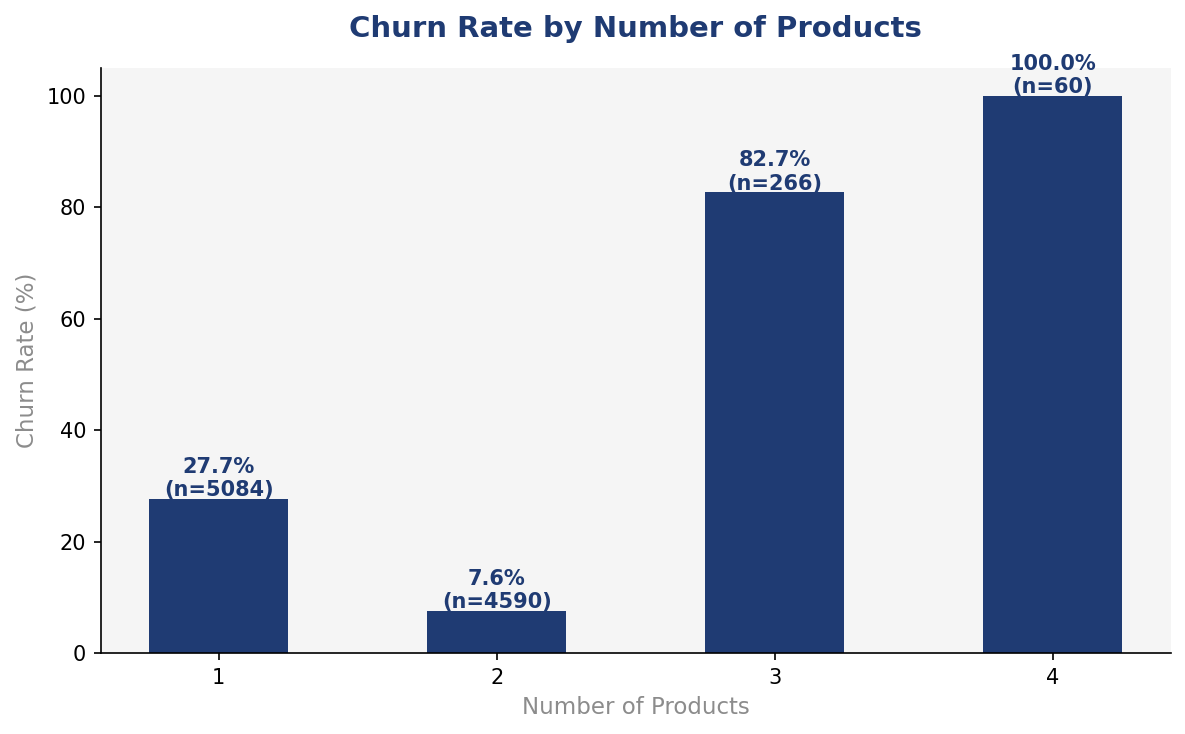 Churn Rate by Number of Products
100.0%
(n=60)
82.7%
(n=266)
27.7%
(n=5084)
7.6%
(n=4590)
100
80
60
40
20
0
Churn Rate (%)
1 2 3 4
Number of Products